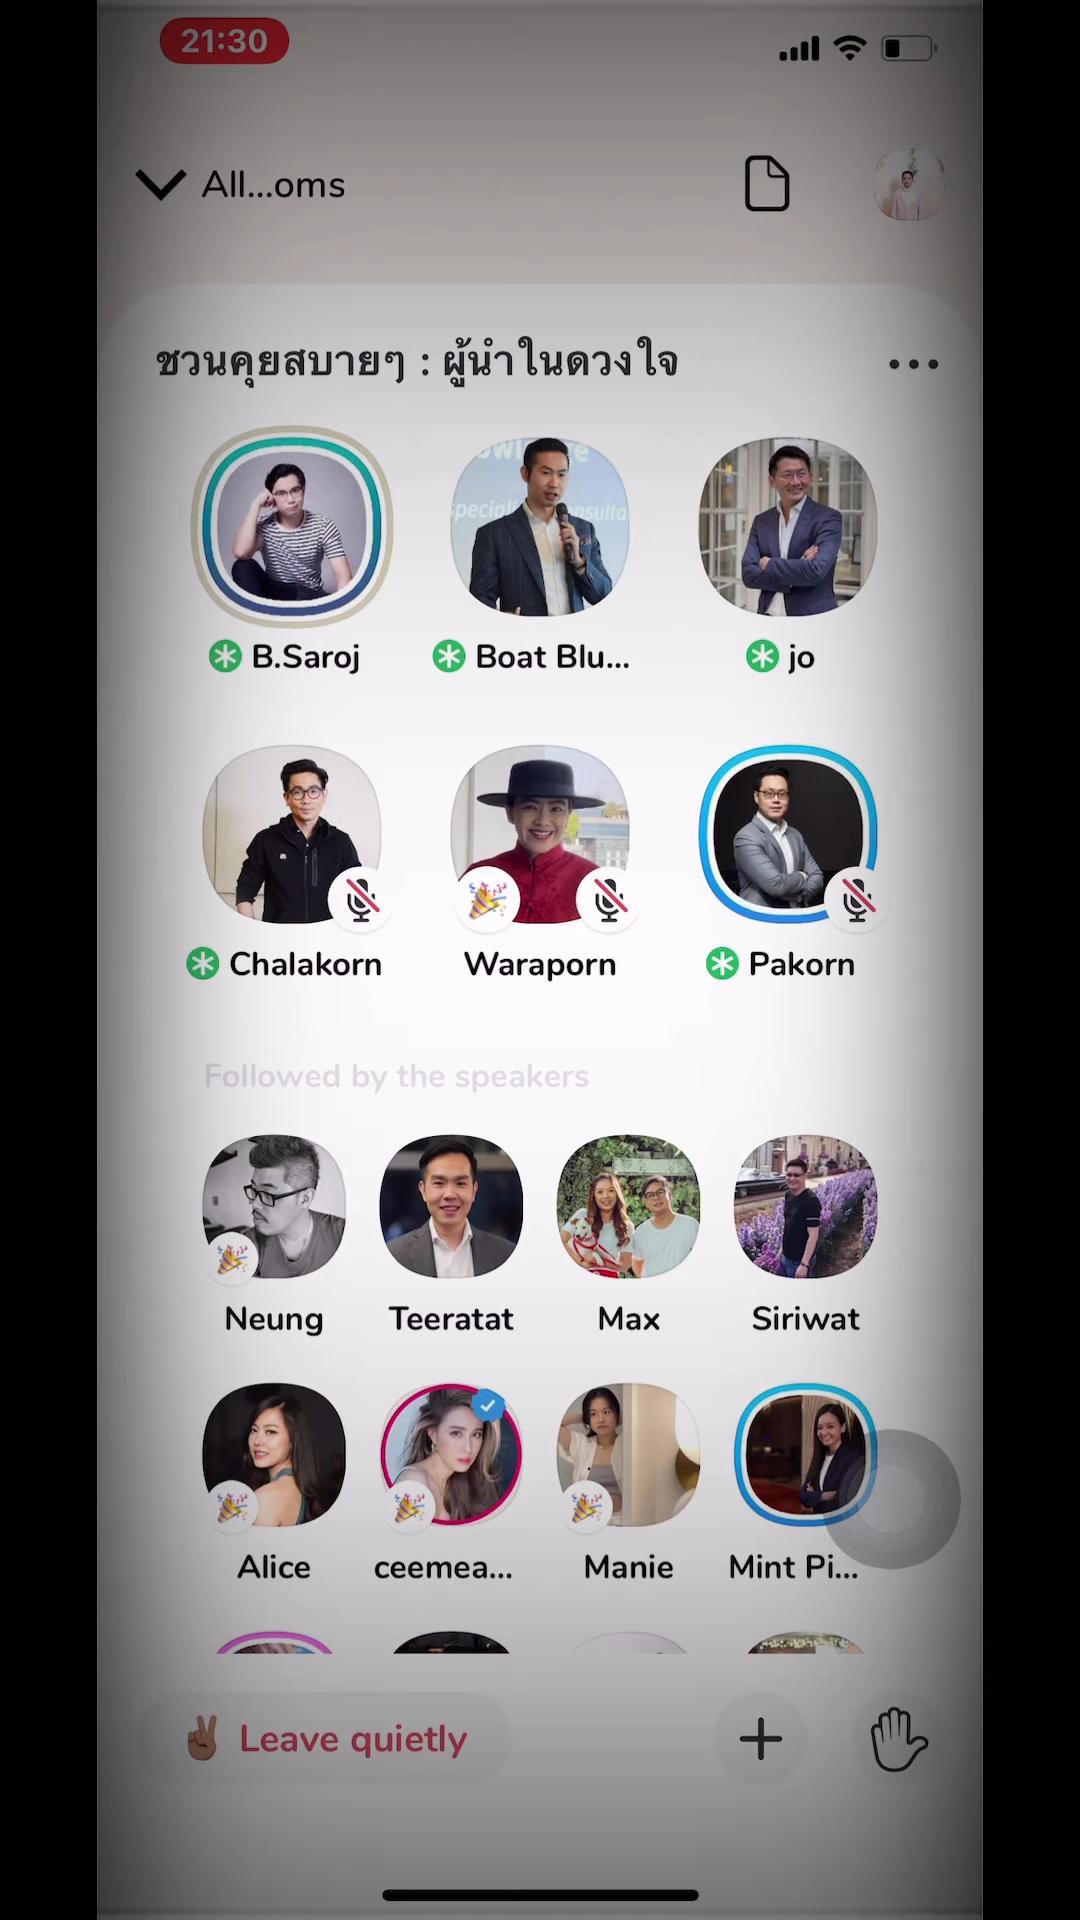 21:30
All...oms
ชวนคุยสบายๆ : ผู้นำในดวงใจ
B.Saroj
Boat Blu...
jo
Chalakorn
Waraporn
Pakorn
Followed by the speakers
Neung
Teeratat
Max
Siriwat
Alice
ceemea...
Manie
Mint Pi...
Leave quietly